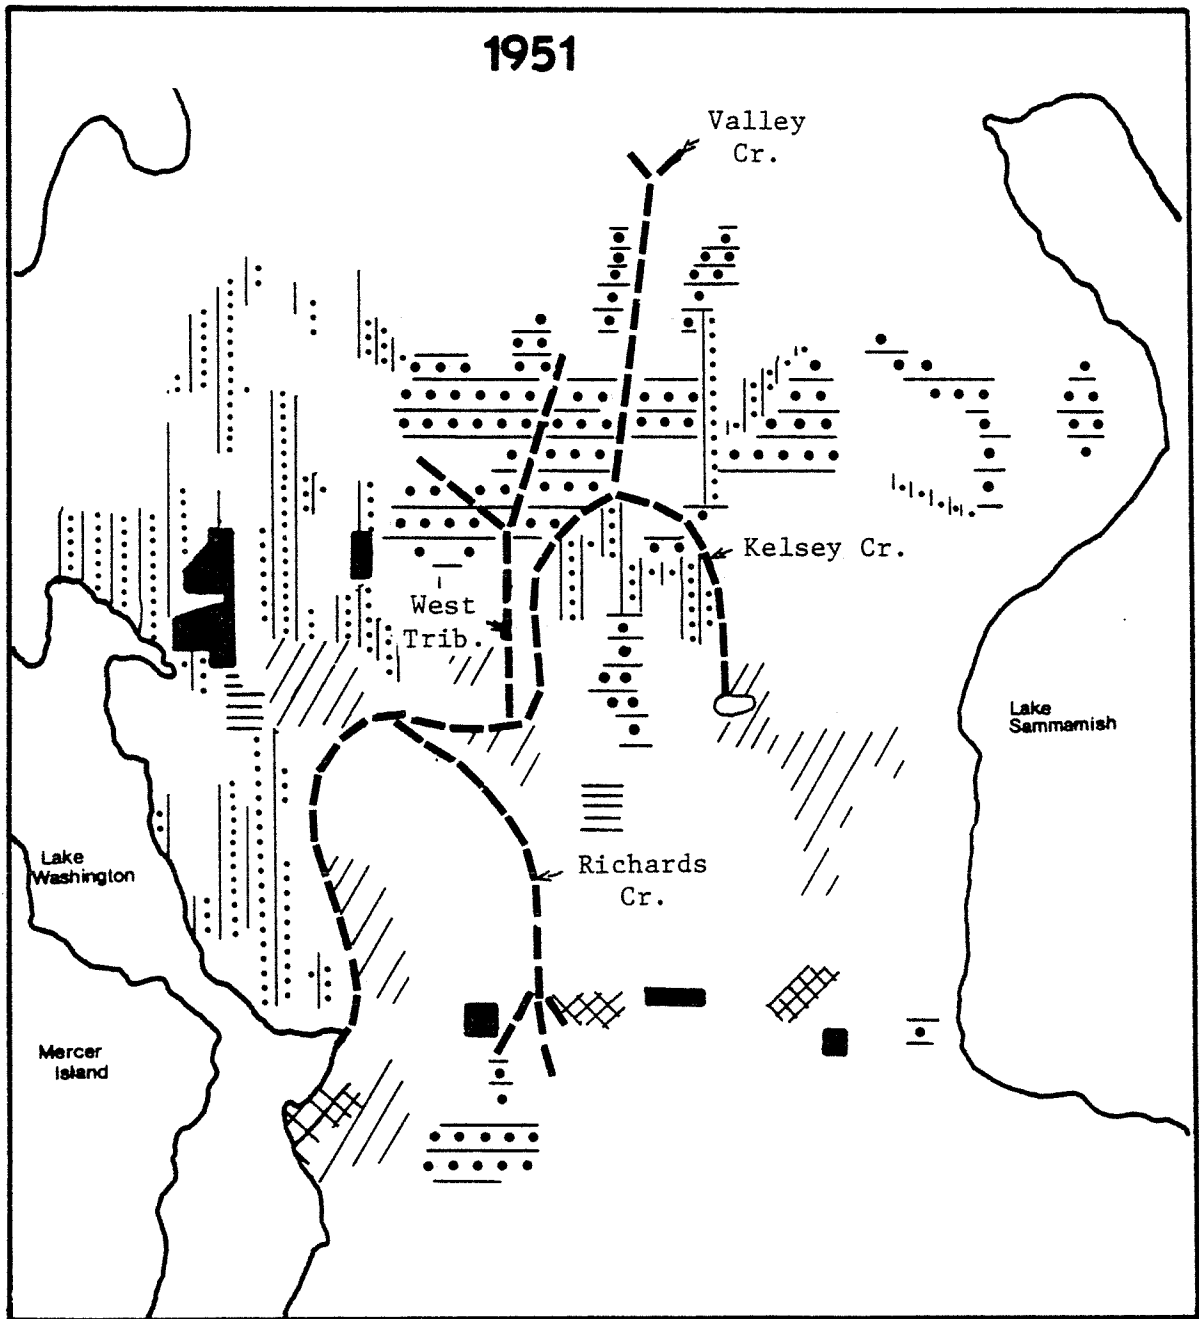 1951
Valley
Cr.
Kelsey Cr.
West
Trib.
Lake
Sammamish
Lake
Washington
Richards
Cr.
Mercer
Island